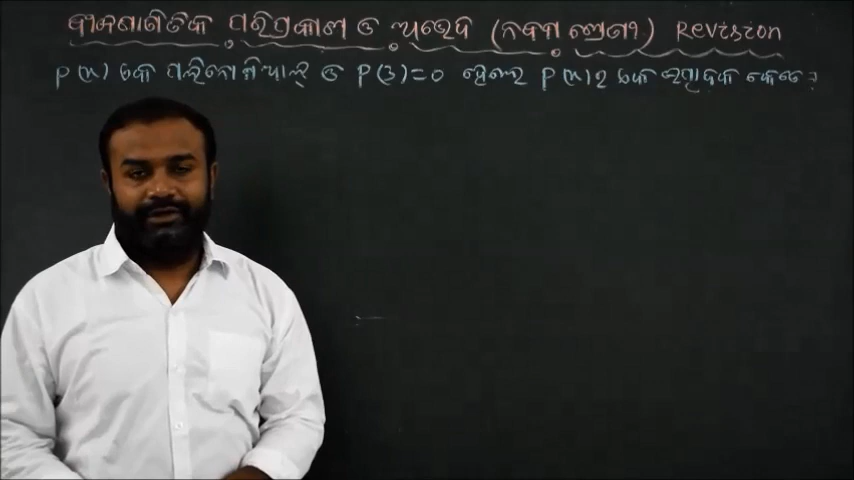 ବୀଜଗାଣିତିକ ପରିପ୍ରକାଶ ଓ ଅଭେଦ (ନବମ ଶ୍ରେଣୀ) Revision
P(x) ଏକ ପଲିନୋମିଆଲ୍ ଓ P(3)=0 ହେଲେ P(x)ର ଏକ ଉତ୍ପାଦକ କେତେ?